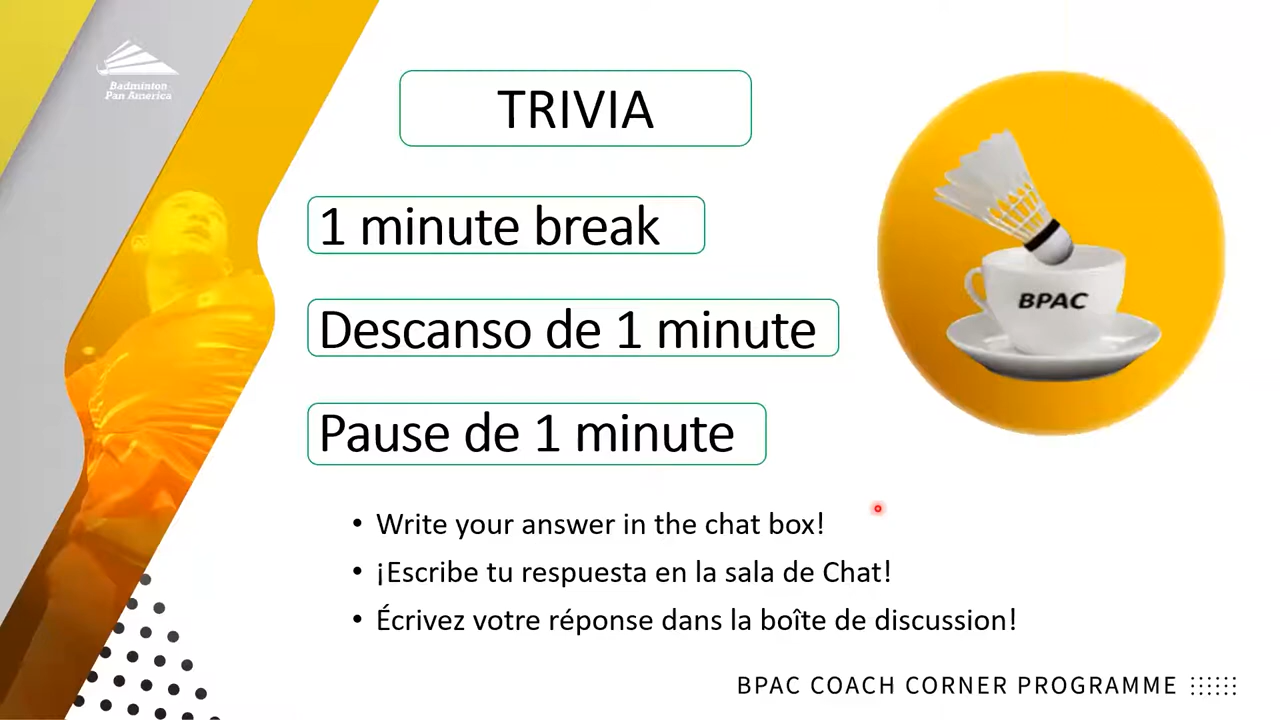 Badminton
Pan America
TRIVIA
1 minute break
Descanso de 1 minute
Pause de 1 minute
BPAC
• Write your answer in the chat box!
• ¡Escribe tu respuesta en la sala de Chat!
• Écrivez votre réponse dans la boîte de discussion!
BPAC COACH CORNER PROGRAMME